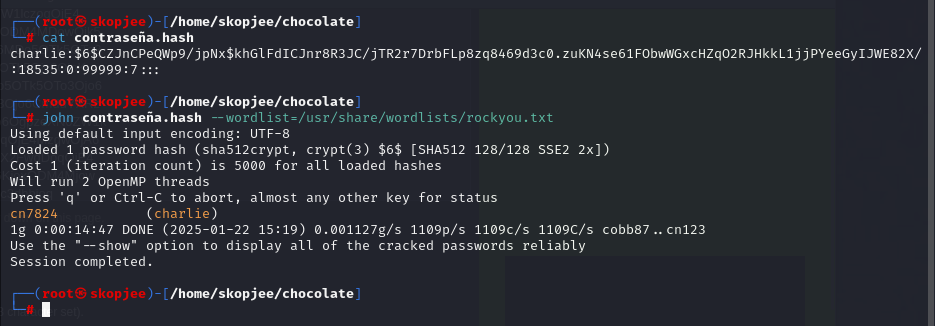 ┌──(root㉿skopjee)-[/home/skopjee/chocolate]
└─# cat contraseña.hash
charlie:$6$CZJnCPeQWp9/jpNx$khGlFdICJnr8R3JC/jTR2r7DrbFLp8zq8469d3c0.zuKN4se61FObwWGxcHZqO2RJHkkL1jjPYeeGyIJWE82X/
:18535:0:99999:7:::
┌──(root㉿skopjee)-[/home/skopjee/chocolate]
└─# john contraseña.hash --wordlist=/usr/share/wordlists/rockyou.txt
Using default input encoding: UTF-8
Loaded 1 password hash (sha512crypt, crypt(3) $6$ [SHA512 128/128 SSE2 2x])
Cost 1 (iteration count) is 5000 for all loaded hashes
Will run 2 OpenMP threads
Press 'q' or Ctrl-C to abort, almost any other key for status
cn7824           (charlie)
1g 0:00:14:47 DONE (2025-01-22 15:19) 0.001127g/s 1109p/s 1109c/s 1109C/s cobb87..cn123
Use the "--show" option to display all of the cracked passwords reliably
Session completed.
┌──(root㉿skopjee)-[/home/skopjee/chocolate]
└─#